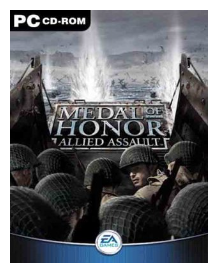 PC CD-ROM
MEDAL OF
HONOR
ALLIED ASSAULT
EA
GAMES